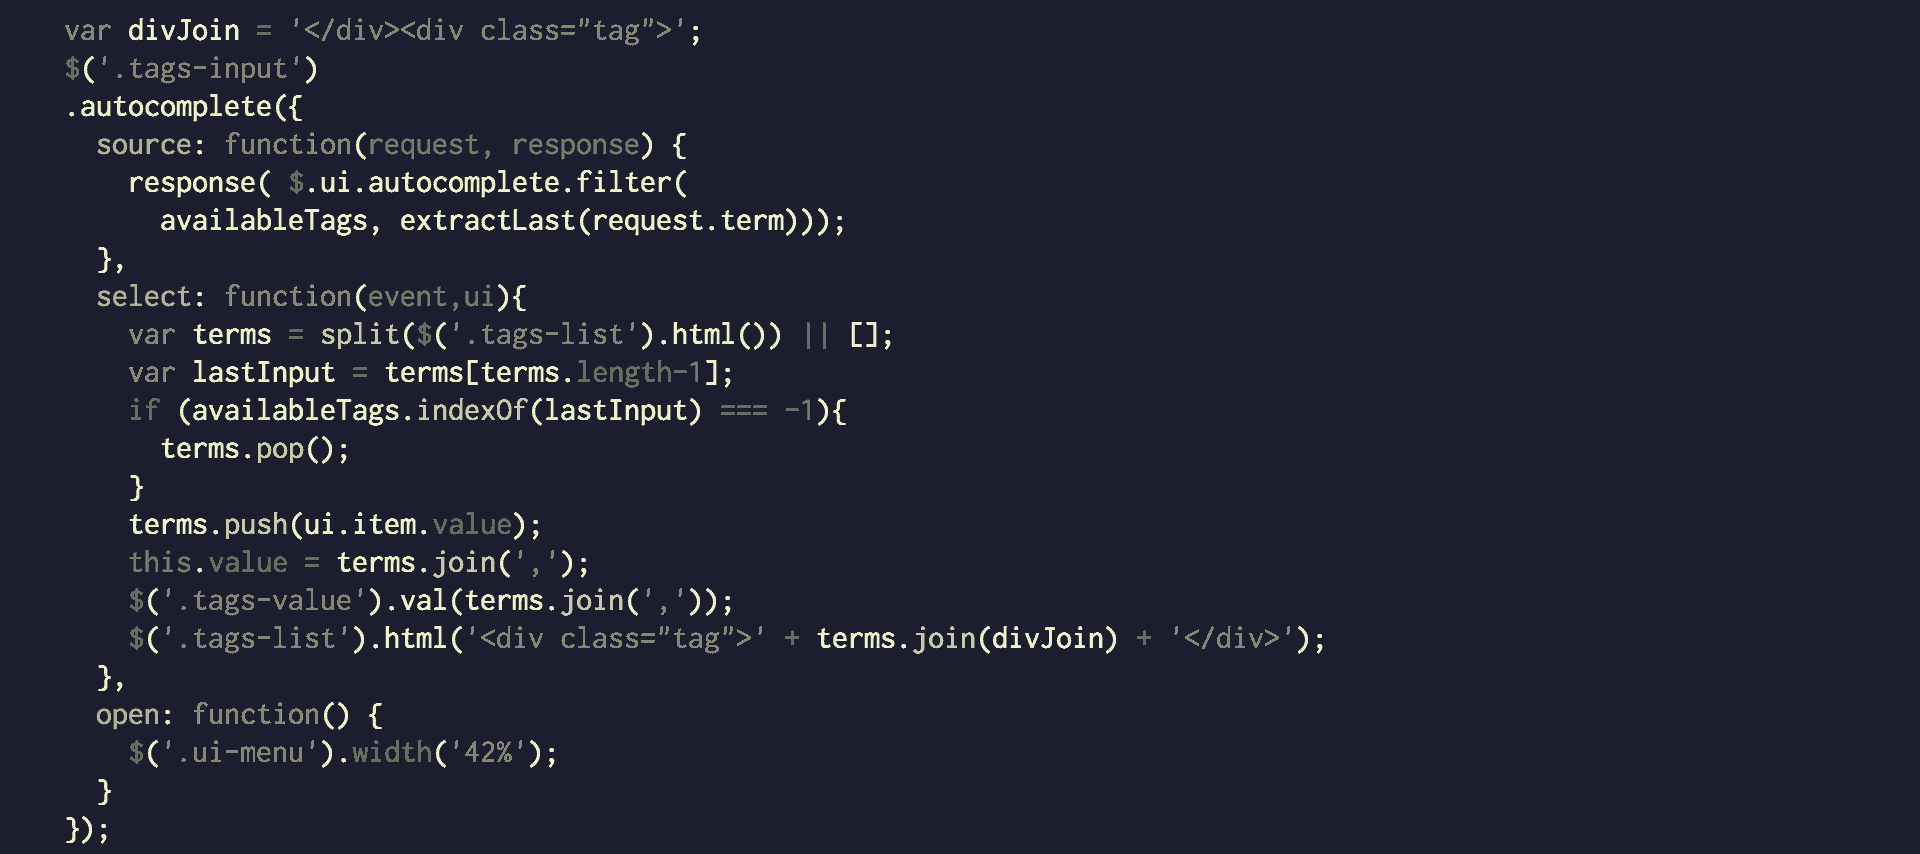 var divJoin = '</div><div class="tag">';
$('.tags-input')
.autocomplete({
  source: function(request, response) {
    response( $.ui.autocomplete.filter(
      availableTags, extractLast(request.term)));
  },
  select: function(event,ui){
    var terms = split($('.tags-list').html()) || [];
    var lastInput = terms[terms.length-1];
    if (availableTags.indexOf(lastInput) === -1){
      terms.pop();
    }
    terms.push(ui.item.value);
    this.value = terms.join(',');
    $('.tags-value').val(terms.join(','));
    $('.tags-list').html('<div class="tag">' + terms.join(divJoin) + '</div>');
  },
  open: function() {
    $('.ui-menu').width('42%');
  }
});